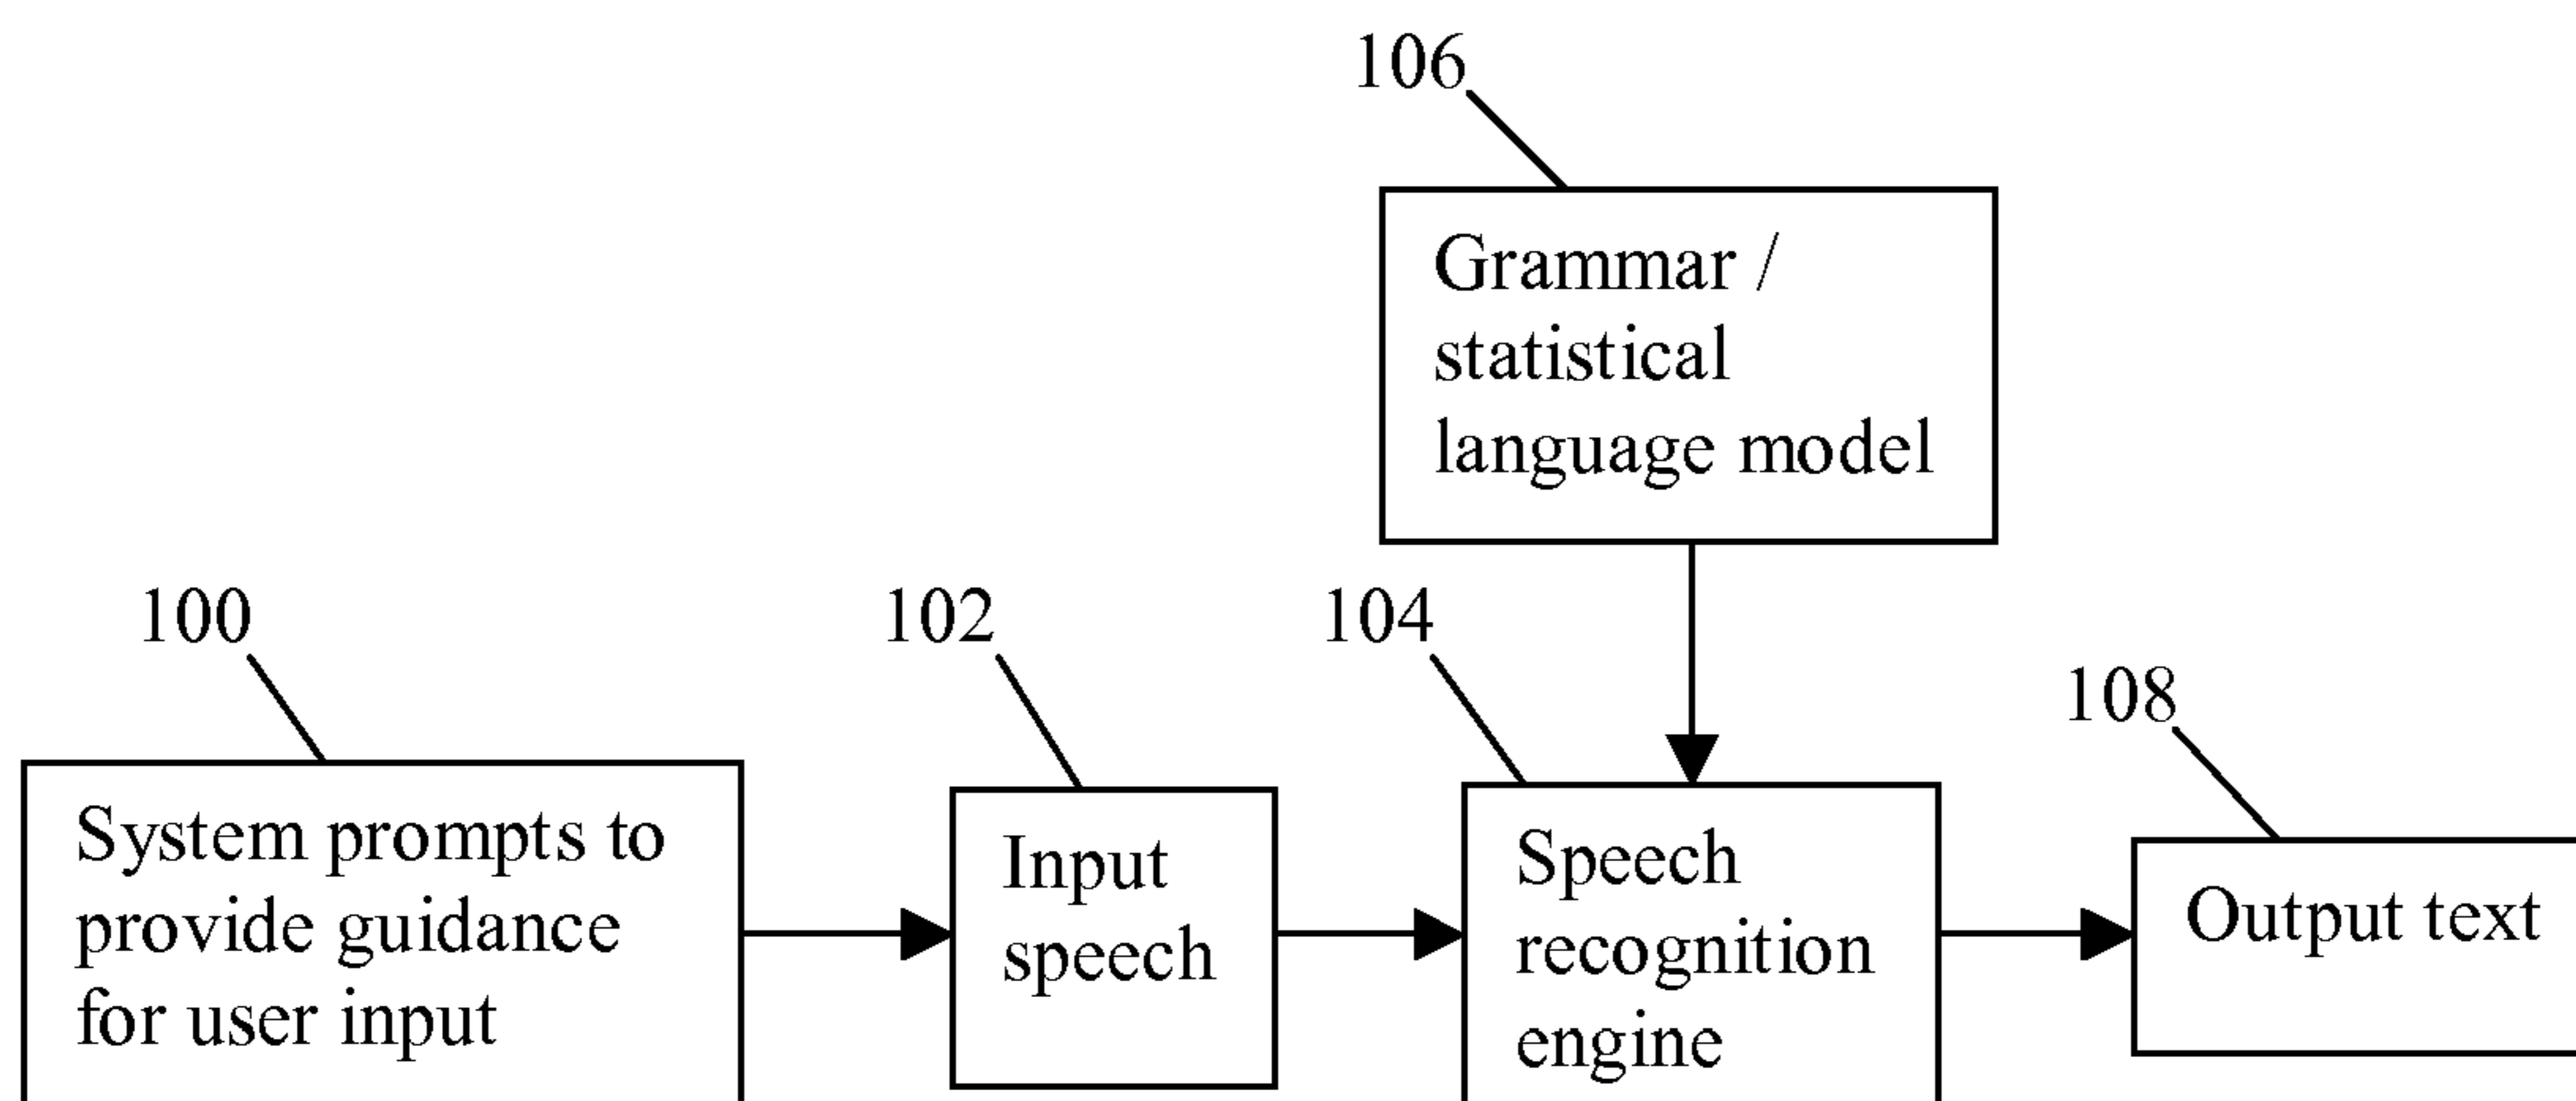 106
Grammar /
statistical
language model
100
102
104
108
System prompts to
provide guidance
for user input
Input
speech
Speech
recognition
engine
Output text